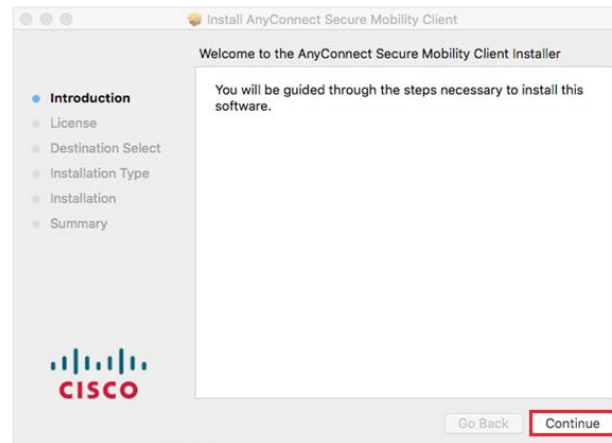 Install AnyConnect Secure Mobility Client
Welcome to the AnyConnect Secure Mobility Client Installer
Introduction
License
Destination Select
Installation Type
Installation
Summary
You will be guided through the steps necessary to install this
software.
CISCO
Go Back
Continue